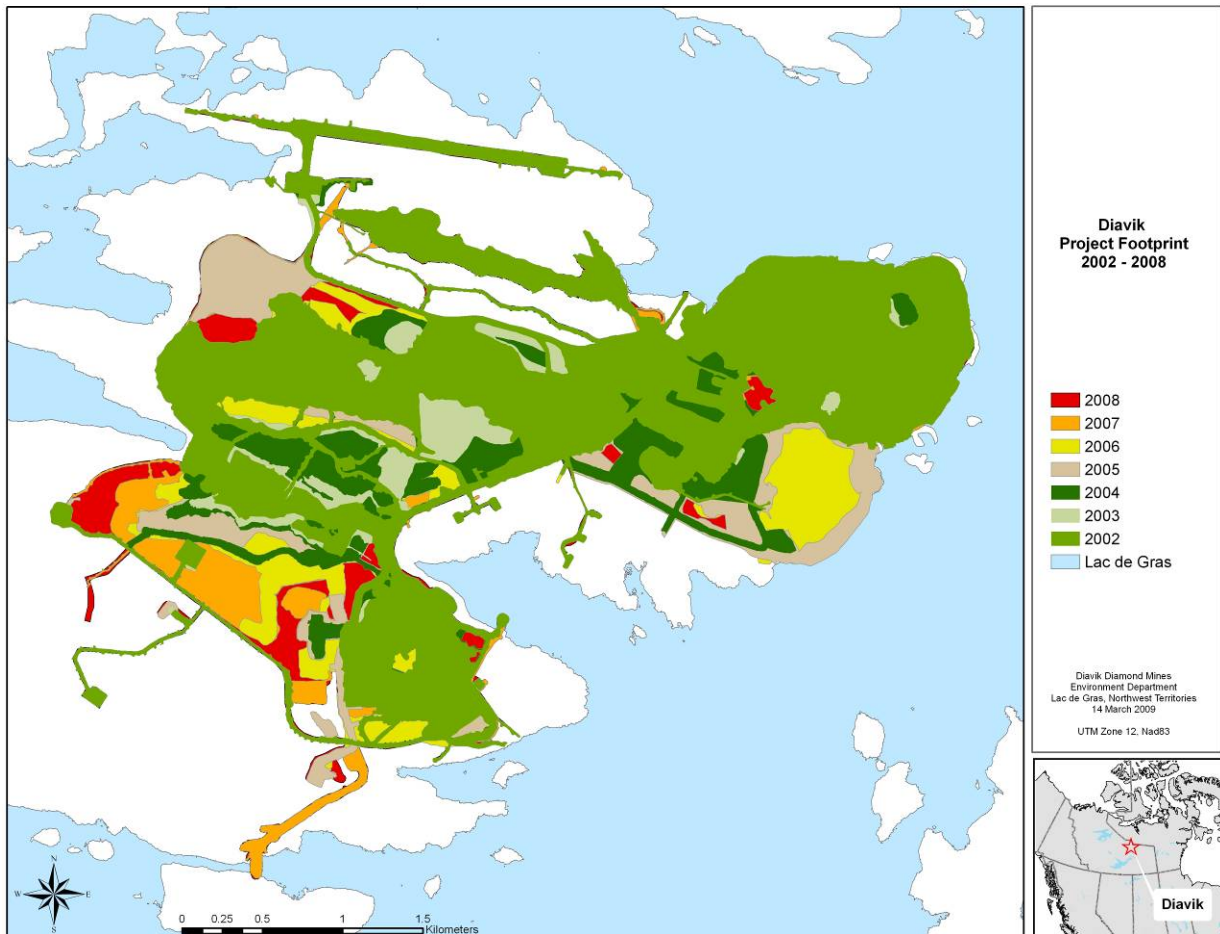 Diavik
Project Footprint
2002 - 2008
2008
2007
2006
2005
2004
2003
2002
Lac de Gras
Diavik Diamond Mines
Environment Department
Lac de Gras, Northwest Territories
14 March 2009
UTM Zone 12, Nad83
N
W
E
S
0 0.25 0.5 1 1.5
Kilometers
Diavik